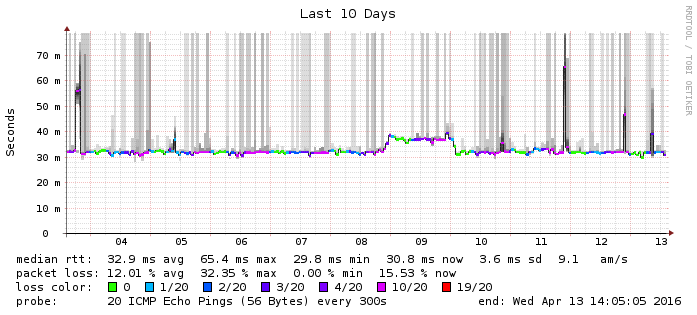 Last 10 Days
RRDTOOL / TOBI OETIKER
Seconds
70 m
60 m
50 m
40 m
30 m
20 m
10 m
0
04 05 06 07 08 09 10 11 12 13
median rtt: 32.9 ms avg 65.4 ms max 29.8 ms min 30.8 ms now 3.6 ms sd 9.1 am/s
packet loss: 12.01 % avg 32.35 % max 0.00 % min 15.53 % now
loss color: 0 1/20 2/20 3/20 4/20 10/20 19/20
probe: 20 ICMP Echo Pings (56 Bytes) every 300s end: Wed Apr 13 14:05:05 2016